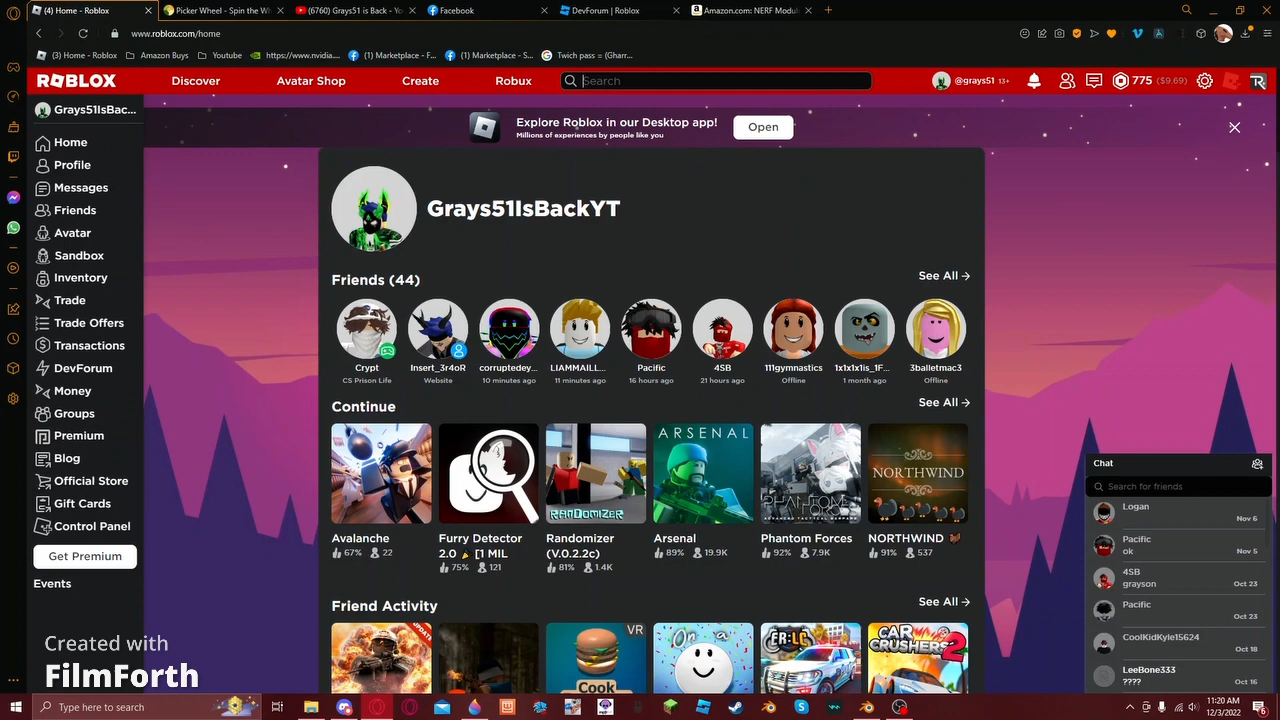 (4) Home - Roblox
Picker Wheel - Spin the Wh
(6760) Grays51 is Back - Yo
Facebook
DevForum | Roblox
Amazon.com: NERF Modul
www.roblox.com/home
(3) Home - Roblox
Amazon Buys
Youtube
https://www.nvidia...
(1) Marketplace - F...
(1) Marketplace - S...
Twich pass = (Gharr...
ROBLOX
Discover
Avatar Shop
Create
Robux
Search
@grays51 13+
775 ($9.69)
Grays51IsBac...
Explore Roblox in our Desktop app!
Millions of experiences by people like you
Open
Home
Profile
Messages
Friends
Avatar
Sandbox
Inventory
Trade
Trade Offers
Transactions
DevForum
Money
Groups
Premium
Blog
Official Store
Gift Cards
Control Panel
Get Premium
Events
Grays51IsBackYT
Friends (44)
See All
Crypt
CS Prison Life
Insert_3r4oR
Website
corruptedey...
10 minutes ago
LIAMMAILL...
11 minutes ago
Pacific
16 hours ago
4SB
21 hours ago
111gymnastics
Offline
1x1x1x1is_1F...
1 month ago
3balletmac3
Offline
Continue
See All
ARSENAL
PHANTOM FORCES
NORTHWIND
RANDOMIZER
Avalanche
67% 22
Furry Detector
2.0 [1 MIL
75% 121
Randomizer
(V.0.2.2c)
81% 1.4K
Arsenal
89% 19.9K
Phantom Forces
92% 7.9K
NORTHWIND
91% 537
Friend Activity
See All
UPDATE
VR
Cook
On a
ER:LC
CAR
CRUSHERS 2
Chat
Search for friends
Logan
Nov 6
Pacific
ok
Nov 5
4SB
grayson
Oct 23
Pacific
Oct 23
CoolKidKyle15624
Oct 18
LeeBone333
????
Oct 16
Created with
FilmForth
Type here to search
11:20 AM
12/3/2022
6